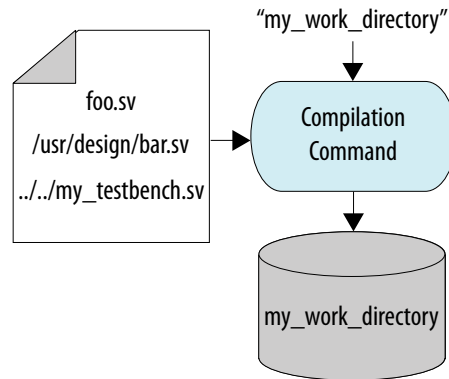 “my_work_directory”
foo.sv
/usr/design/bar.sv
../../my_testbench.sv
Compilation
Command
my_work_directory